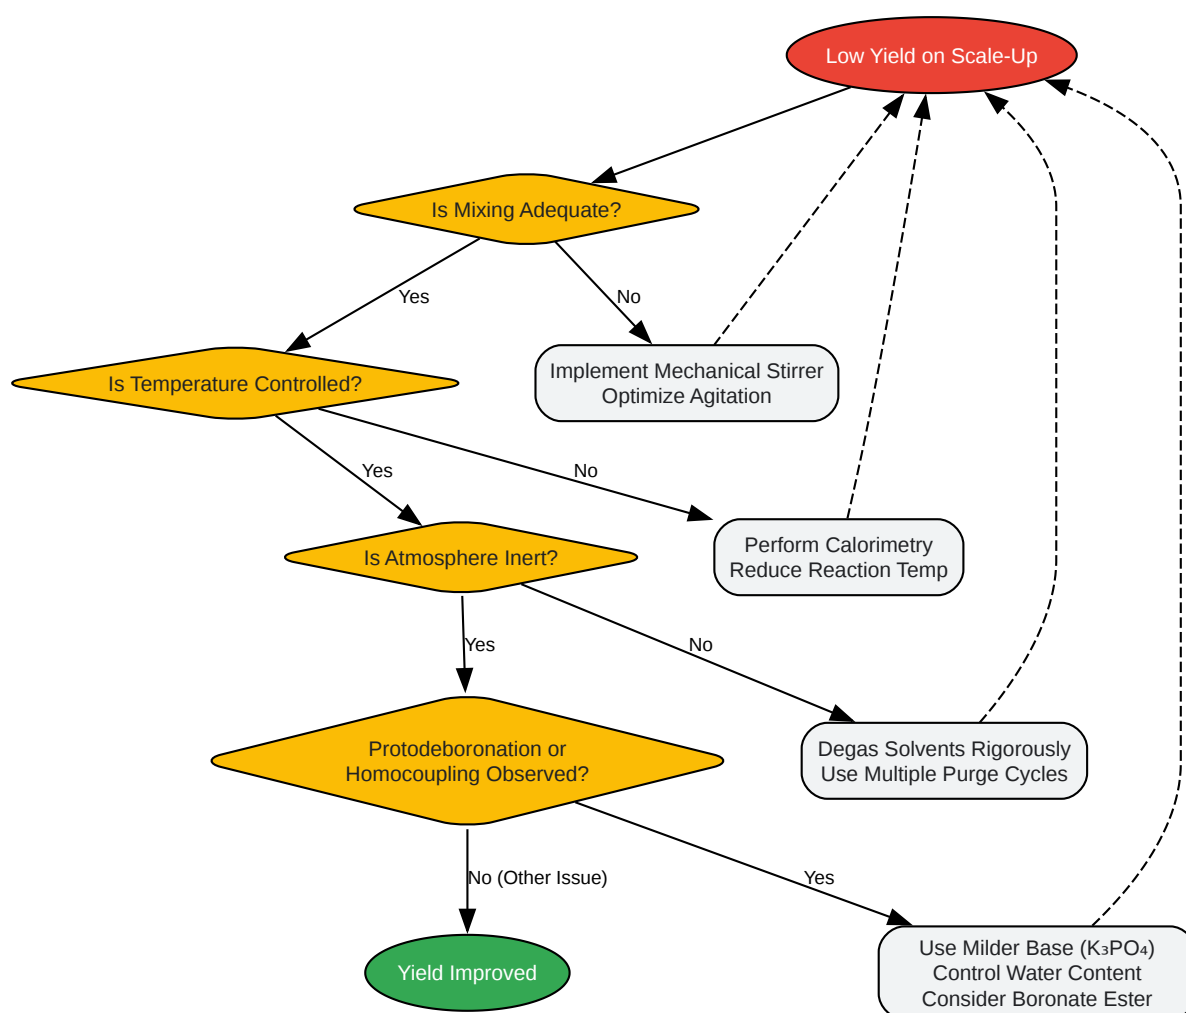 Low Yield on Scale-Up
Is Mixing Adequate?
Yes
No
Is Temperature Controlled?
Implement Mechanical Stirrer
Optimize Agitation
Yes
No
Is Atmosphere Inert?
Perform Calorimetry
Reduce Reaction Temp
Yes
No
Protodeboronation or
Homocoupling Observed?
Degas Solvents Rigorously
Use Multiple Purge Cycles
No (Other Issue)
Yes
Yield Improved
Use Milder Base (K₃PO₄)
Control Water Content
Consider Boronate Ester